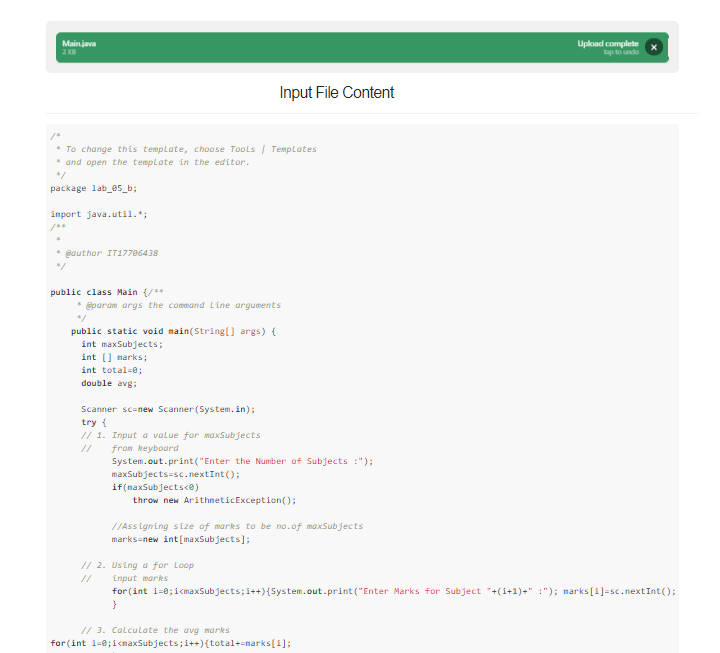 Main.java
2 KB
Upload complete
tap to undo
Input File Content
/*
 * To change this template, choose Tools | Templates
 * and open the template in the editor.
 */
package lab_05_b;
import java.util.*;
/**
 *
 * @author IT17706438
 */
public class Main {/**
     * @param args the command line arguments
     */
    public static void main(String[] args) {
      int maxSubjects;
      int [] marks;
      int total=0;
      double avg;
      Scanner sc=new Scanner(System.in);
      try {
      // 1. Input a value for maxSubjects
      //    from keyboard
            System.out.print("Enter the Number of Subjects :");
            maxSubjects=sc.nextInt();
            if(maxSubjects<0)
                throw new ArithmeticException();
            //Assigning size of marks to be no.of maxSubjects
            marks=new int[maxSubjects];
      // 2. Using a for loop
      //    input marks
            for(int i=0;i<maxSubjects;i++){System.out.print("Enter Marks for Subject "+(i+1)+" :"); marks[i]=sc.nextInt();
            }
      // 3. Calculate the avg marks
for(int i=0;i<maxSubjects;i++){total+=marks[i];